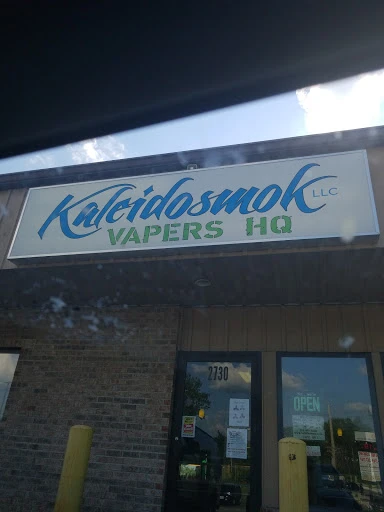 Kaleidosmok LLC
VAPERS HQ
2730
OPEN